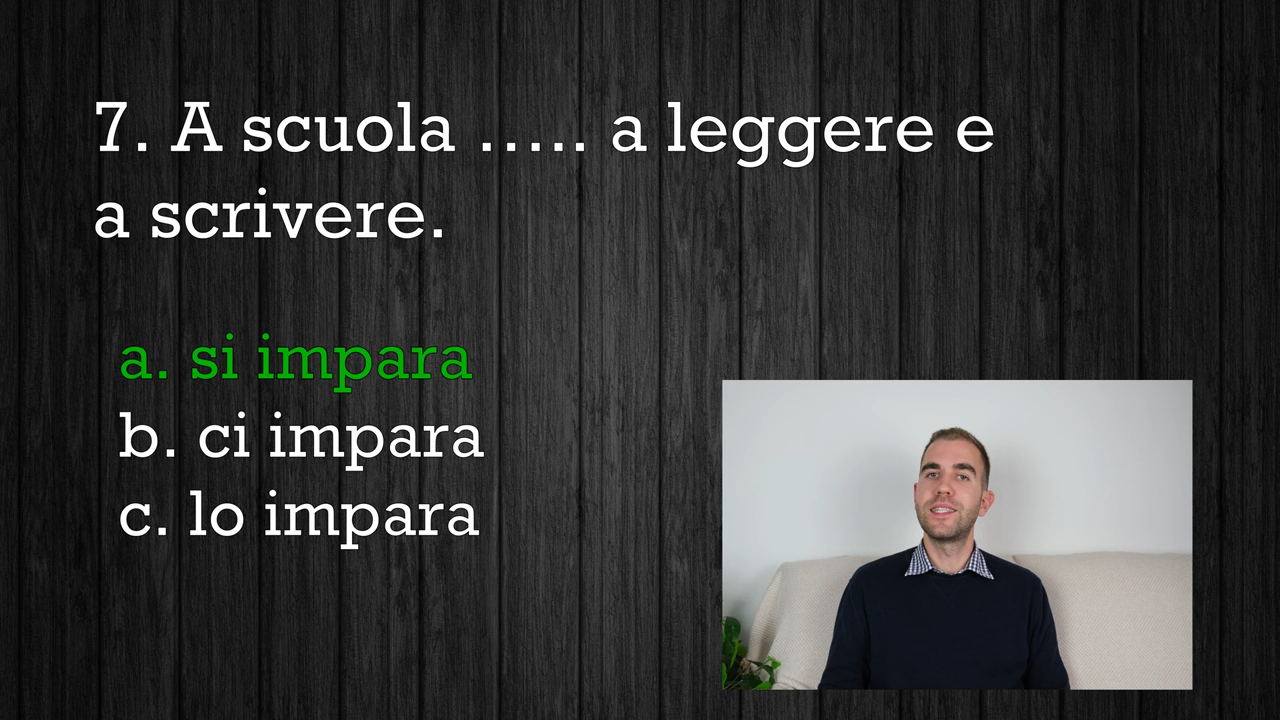 7. A scuola ..... a leggere e
a scrivere.
a. si impara
b. ci impara
c. lo impara